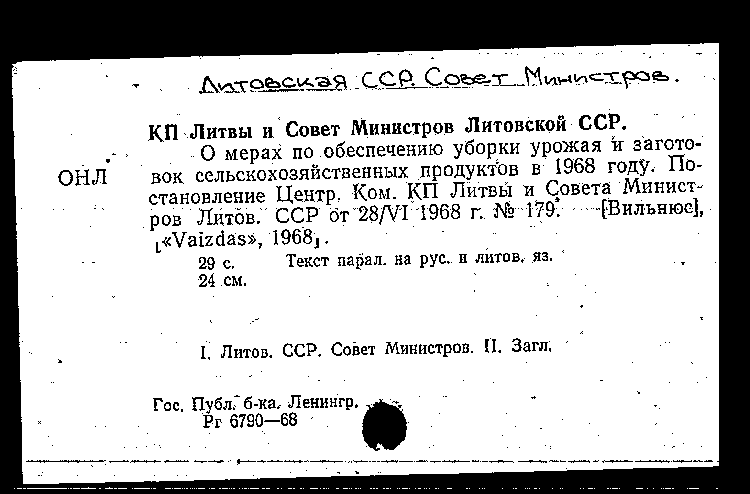 Литовская ССР. Совет Министров.
КП Литвы и Совет Министров Литовской ССР.
О мерах по обеспечению уборки урожая и загото-
ОНЛ
вок сельскохозяйственных продуктов в 1968 году. По-
становление Центр. Ком. КП Литвы и Совета Минист-
ров Литов. ССР от 28/VI 1968 г. № 179. [Вильнюс],
[«Vaizdas», 1968].
29 с. Текст парал. на рус. и литов. яз.
24 см.
I. Литов. ССР. Совет Министров. II. Загл.
Гос. Публ. б-ка, Ленингр.
Рг 6790—68